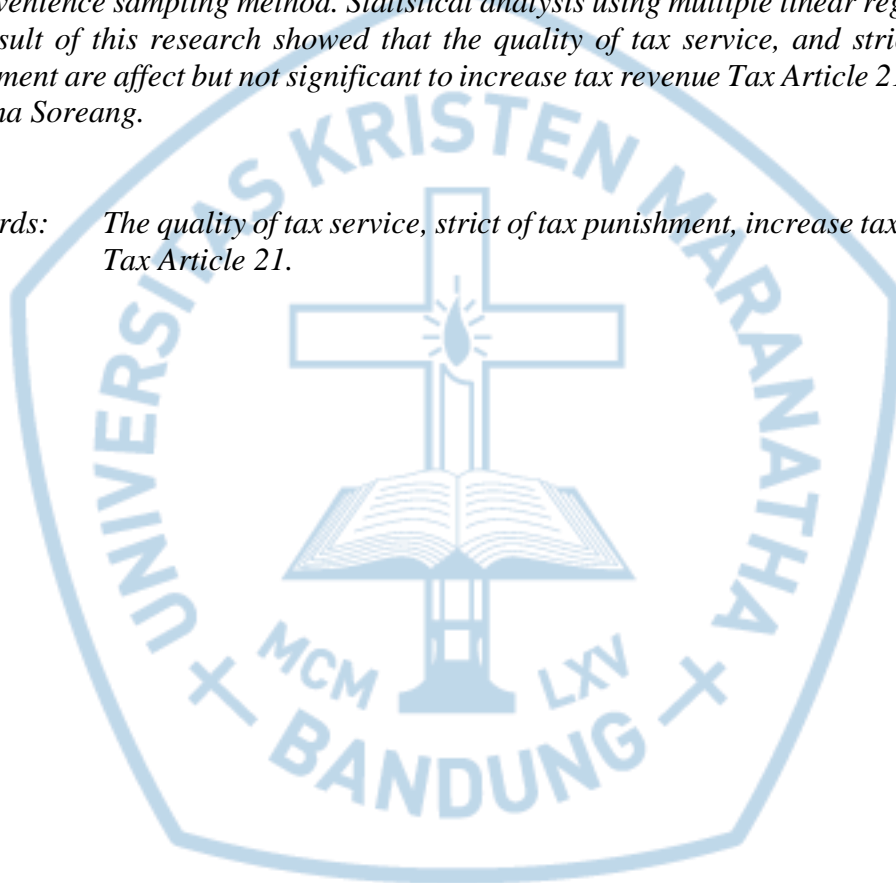 venience sampling method. Statistical analysis using multiple linear reg
sult of this research showed that the quality of tax service, and stri
ment are affect but not significant to increase tax revenue Tax Article 2
na Soreang.
rds: The quality of tax service, strict of tax punishment, increase tax
Tax Article 21.
UNIVERSITAS KRISTEN MARANATHA
MCM LXV
BANDUNG